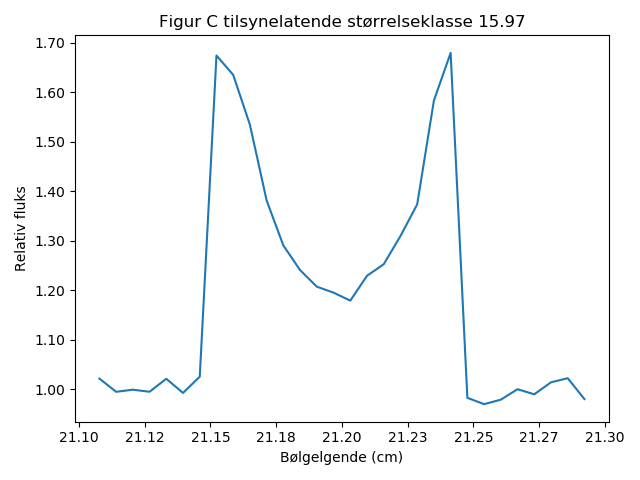 Figur C tilsynelatende størrelseklasse 15.97
1.70
1.60
1.50
1.40
1.30
1.20
1.10
1.00
Relativ fluks
21.10 21.12 21.15 21.18 21.20 21.23 21.25 21.27 21.30
Bølgelgende (cm)